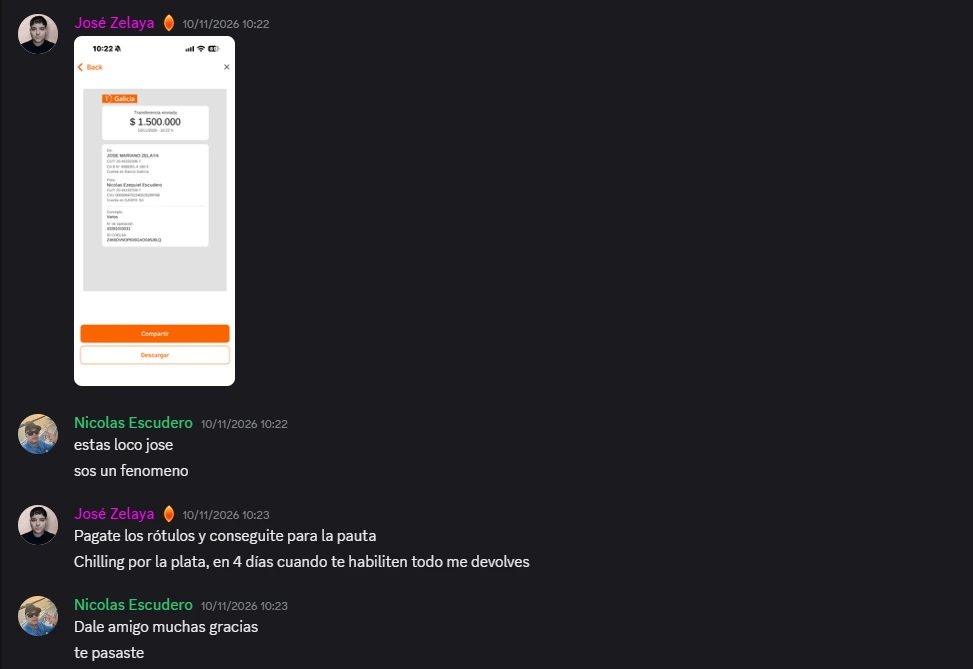 José Zelaya 10/11/2026 10:22
10:22
Back
Galicia
Transferencia enviada
$ 1.500.000
De
JOSE MARIANO ZELAYA
Cuenta en Banco Galicia
Para
Nicolas Ezequiel Escudero
Concepto
Varios
N° de operación
Compartir
Descargar
Nicolas Escudero 10/11/2026 10:22
estas loco jose
sos un fenomeno
José Zelaya 10/11/2026 10:23
Pagate los rótulos y conseguite para la pauta
Chilling por la plata, en 4 días cuando te habiliten todo me devolves
Nicolas Escudero 10/11/2026 10:23
Dale amigo muchas gracias
te pasaste